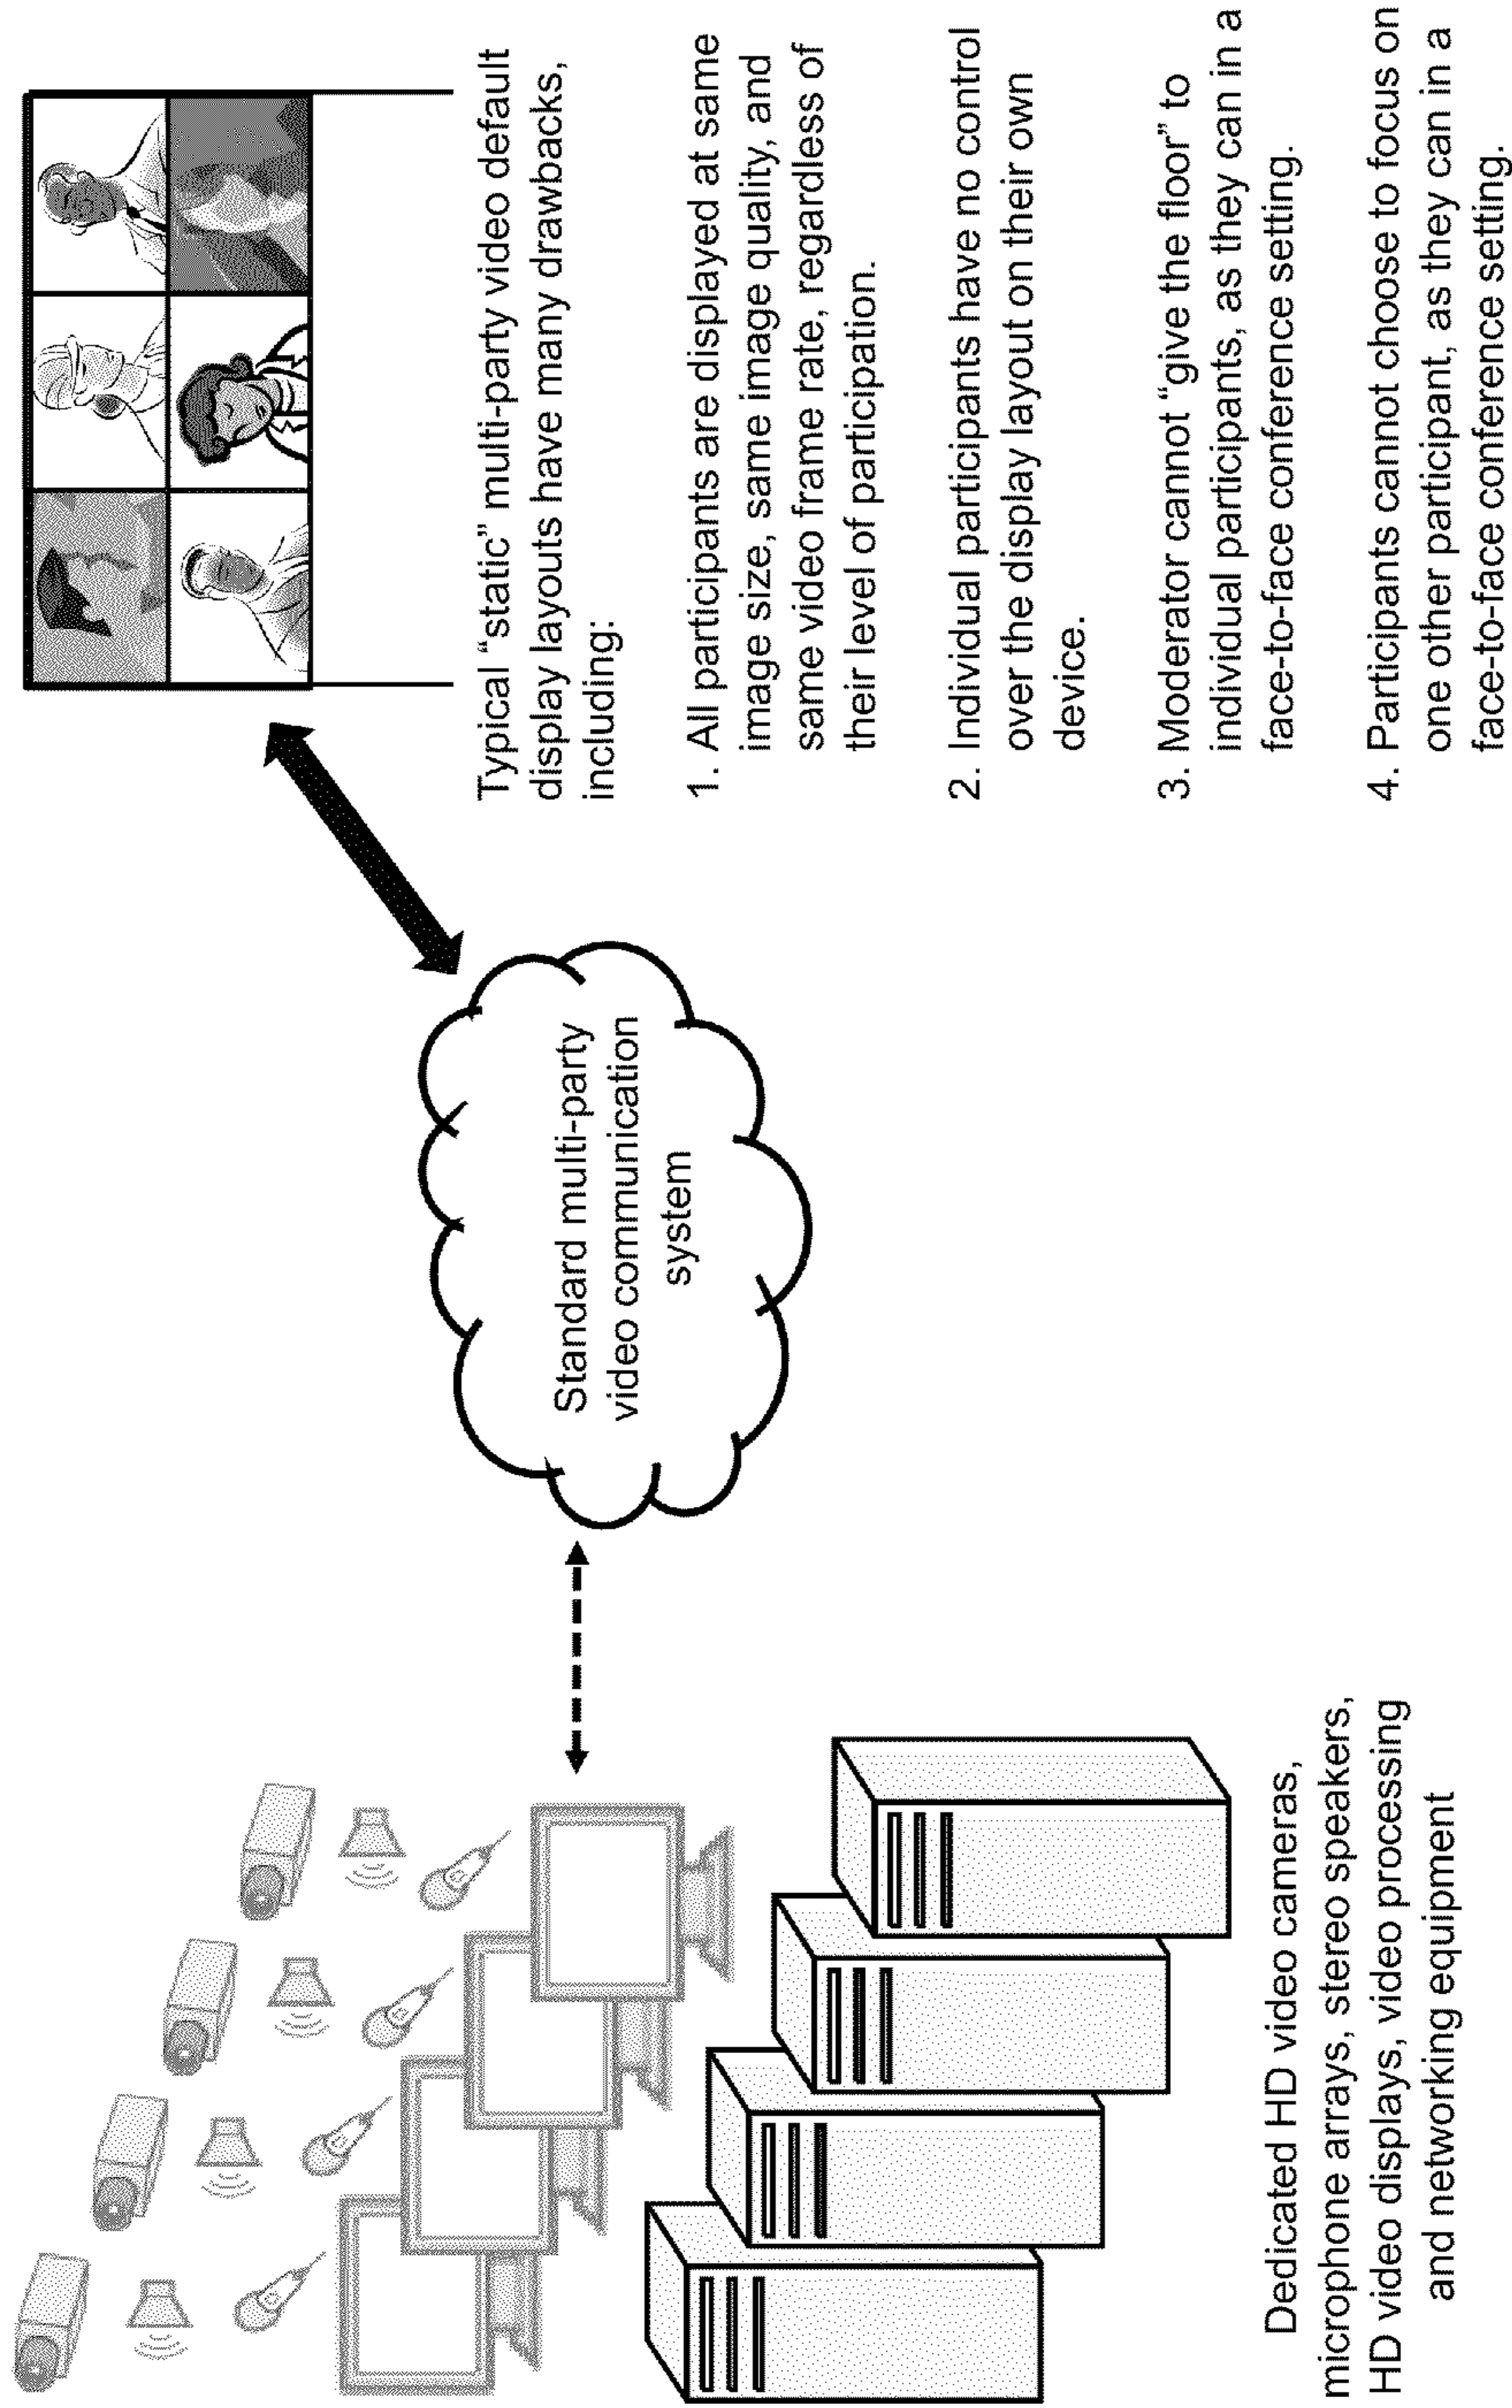 Typical “static” multi-party video default
display layouts have many drawbacks,
including:
1. All participants are displayed at same
image size, same image quality, and
same video frame rate, regardless of
their level of participation.
2. Individual participants have no control
over the display layout on their own
device.
3. Moderator cannot “give the floor” to
individual participants, as they can in a
face-to-face conference setting.
4. Participants cannot choose to focus on
one other participant, as they can in a
face-to-face conference setting.
Standard multi-party
video communication
system
Dedicated HD video cameras,
microphone arrays, stereo speakers,
HD video displays, video processing
and networking equipment